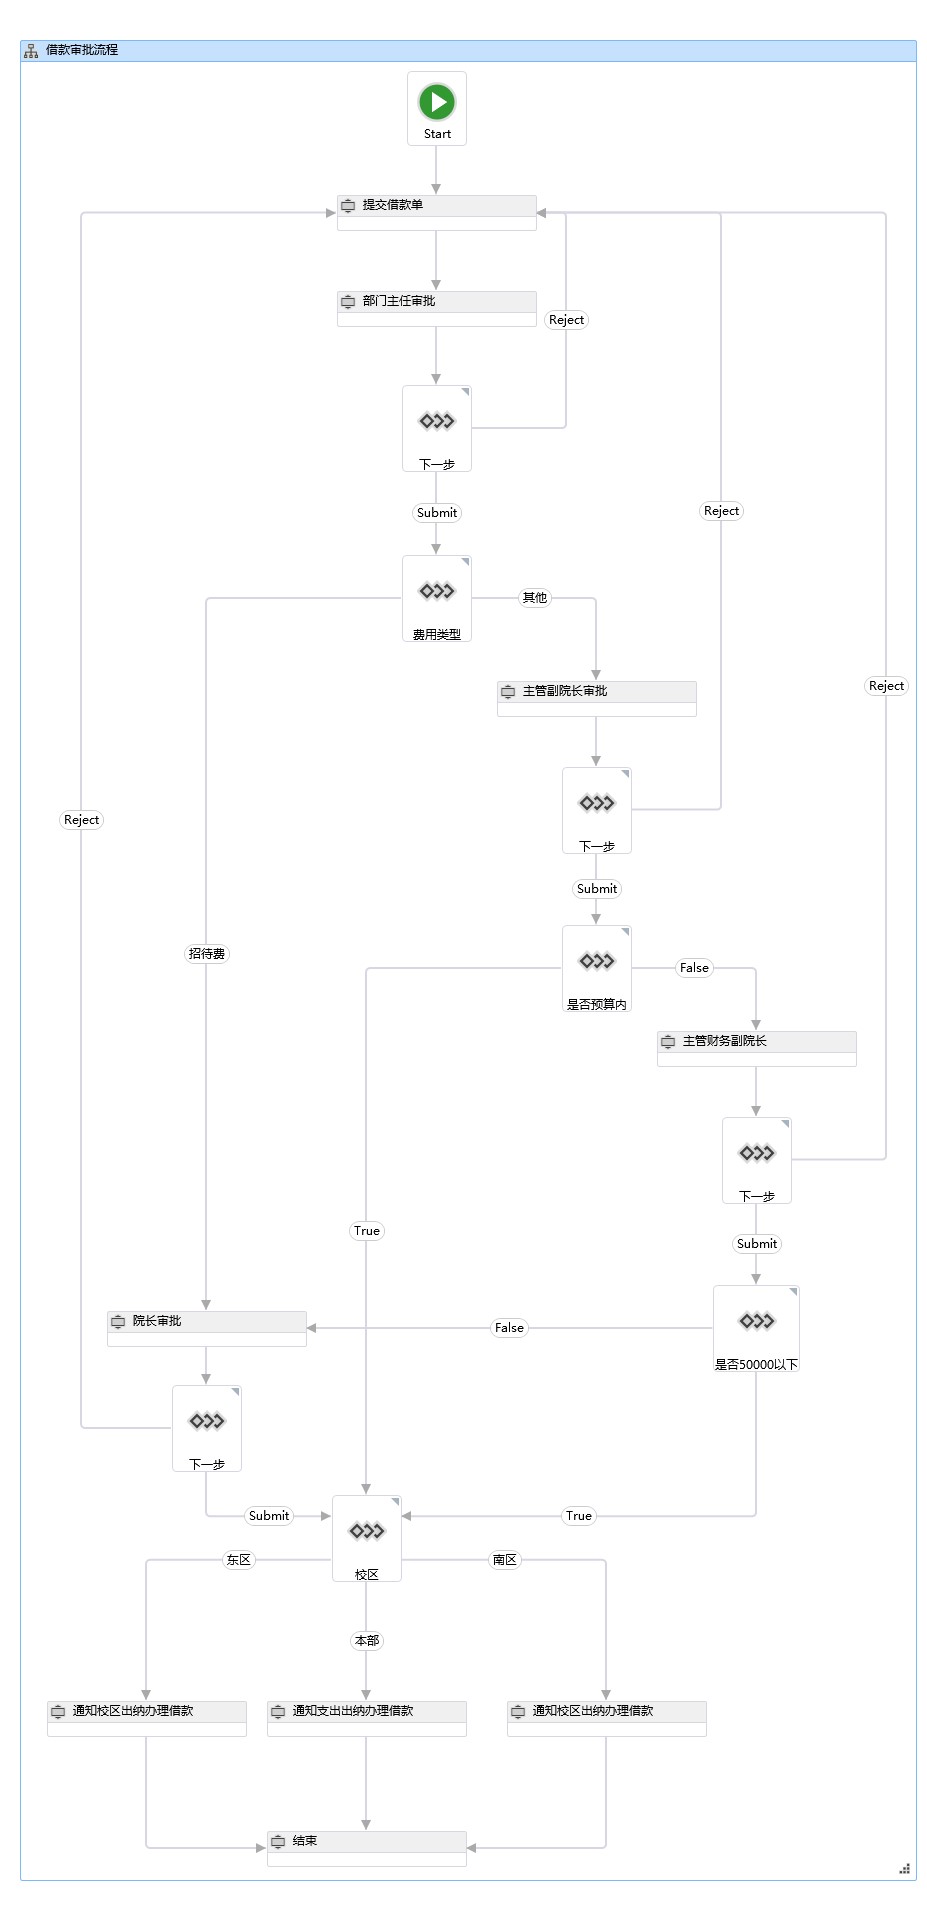 借款审批流程
Start
提交借款单
部门主任审批
Reject
下一步
Submit
Reject
费用类型
其他
Reject
主管副院长审批
Reject
下一步
Submit
招待费
是否预算内
False
主管财务副院长
下一步
True
Submit
院长审批
False
是否50000以下
下一步
Submit
True
校区
东区
南区
本部
通知校区出纳办理借款
通知支出出纳办理借款
通知校区出纳办理借款
结束